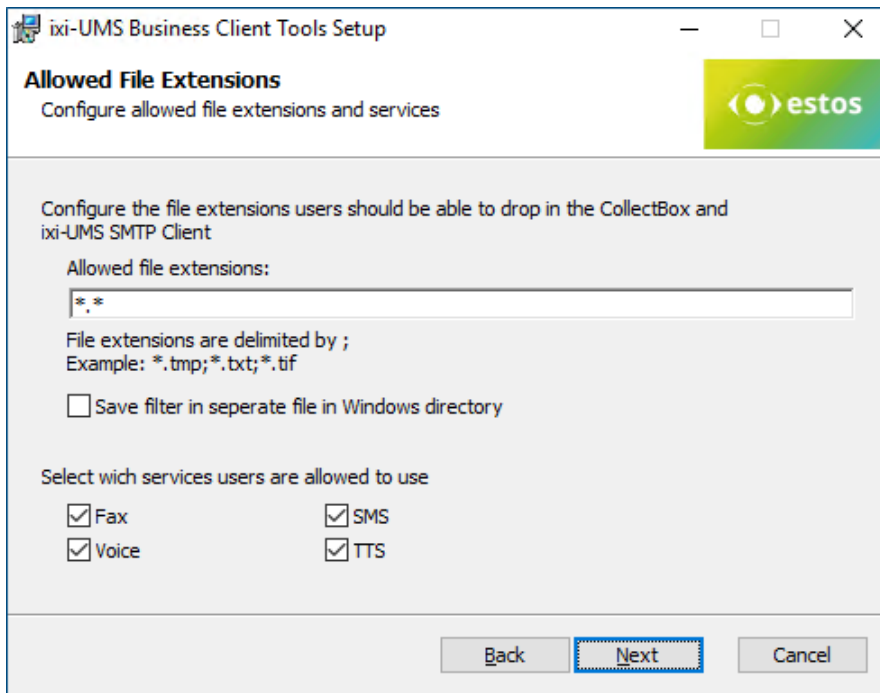 ixi-UMS Business Client Tools Setup
Allowed File Extensions
Configure allowed file extensions and services
estos
Configure the file extensions users should be able to drop in the CollectBox and
ixi-UMS SMTP Client
Allowed file extensions:
*.*
File extensions are delimited by ;
Example: *.tmp;*.txt;*.tif
Save filter in seperate file in Windows directory
Select wich services users are allowed to use
Fax SMS
Voice TTS
Back Next Cancel